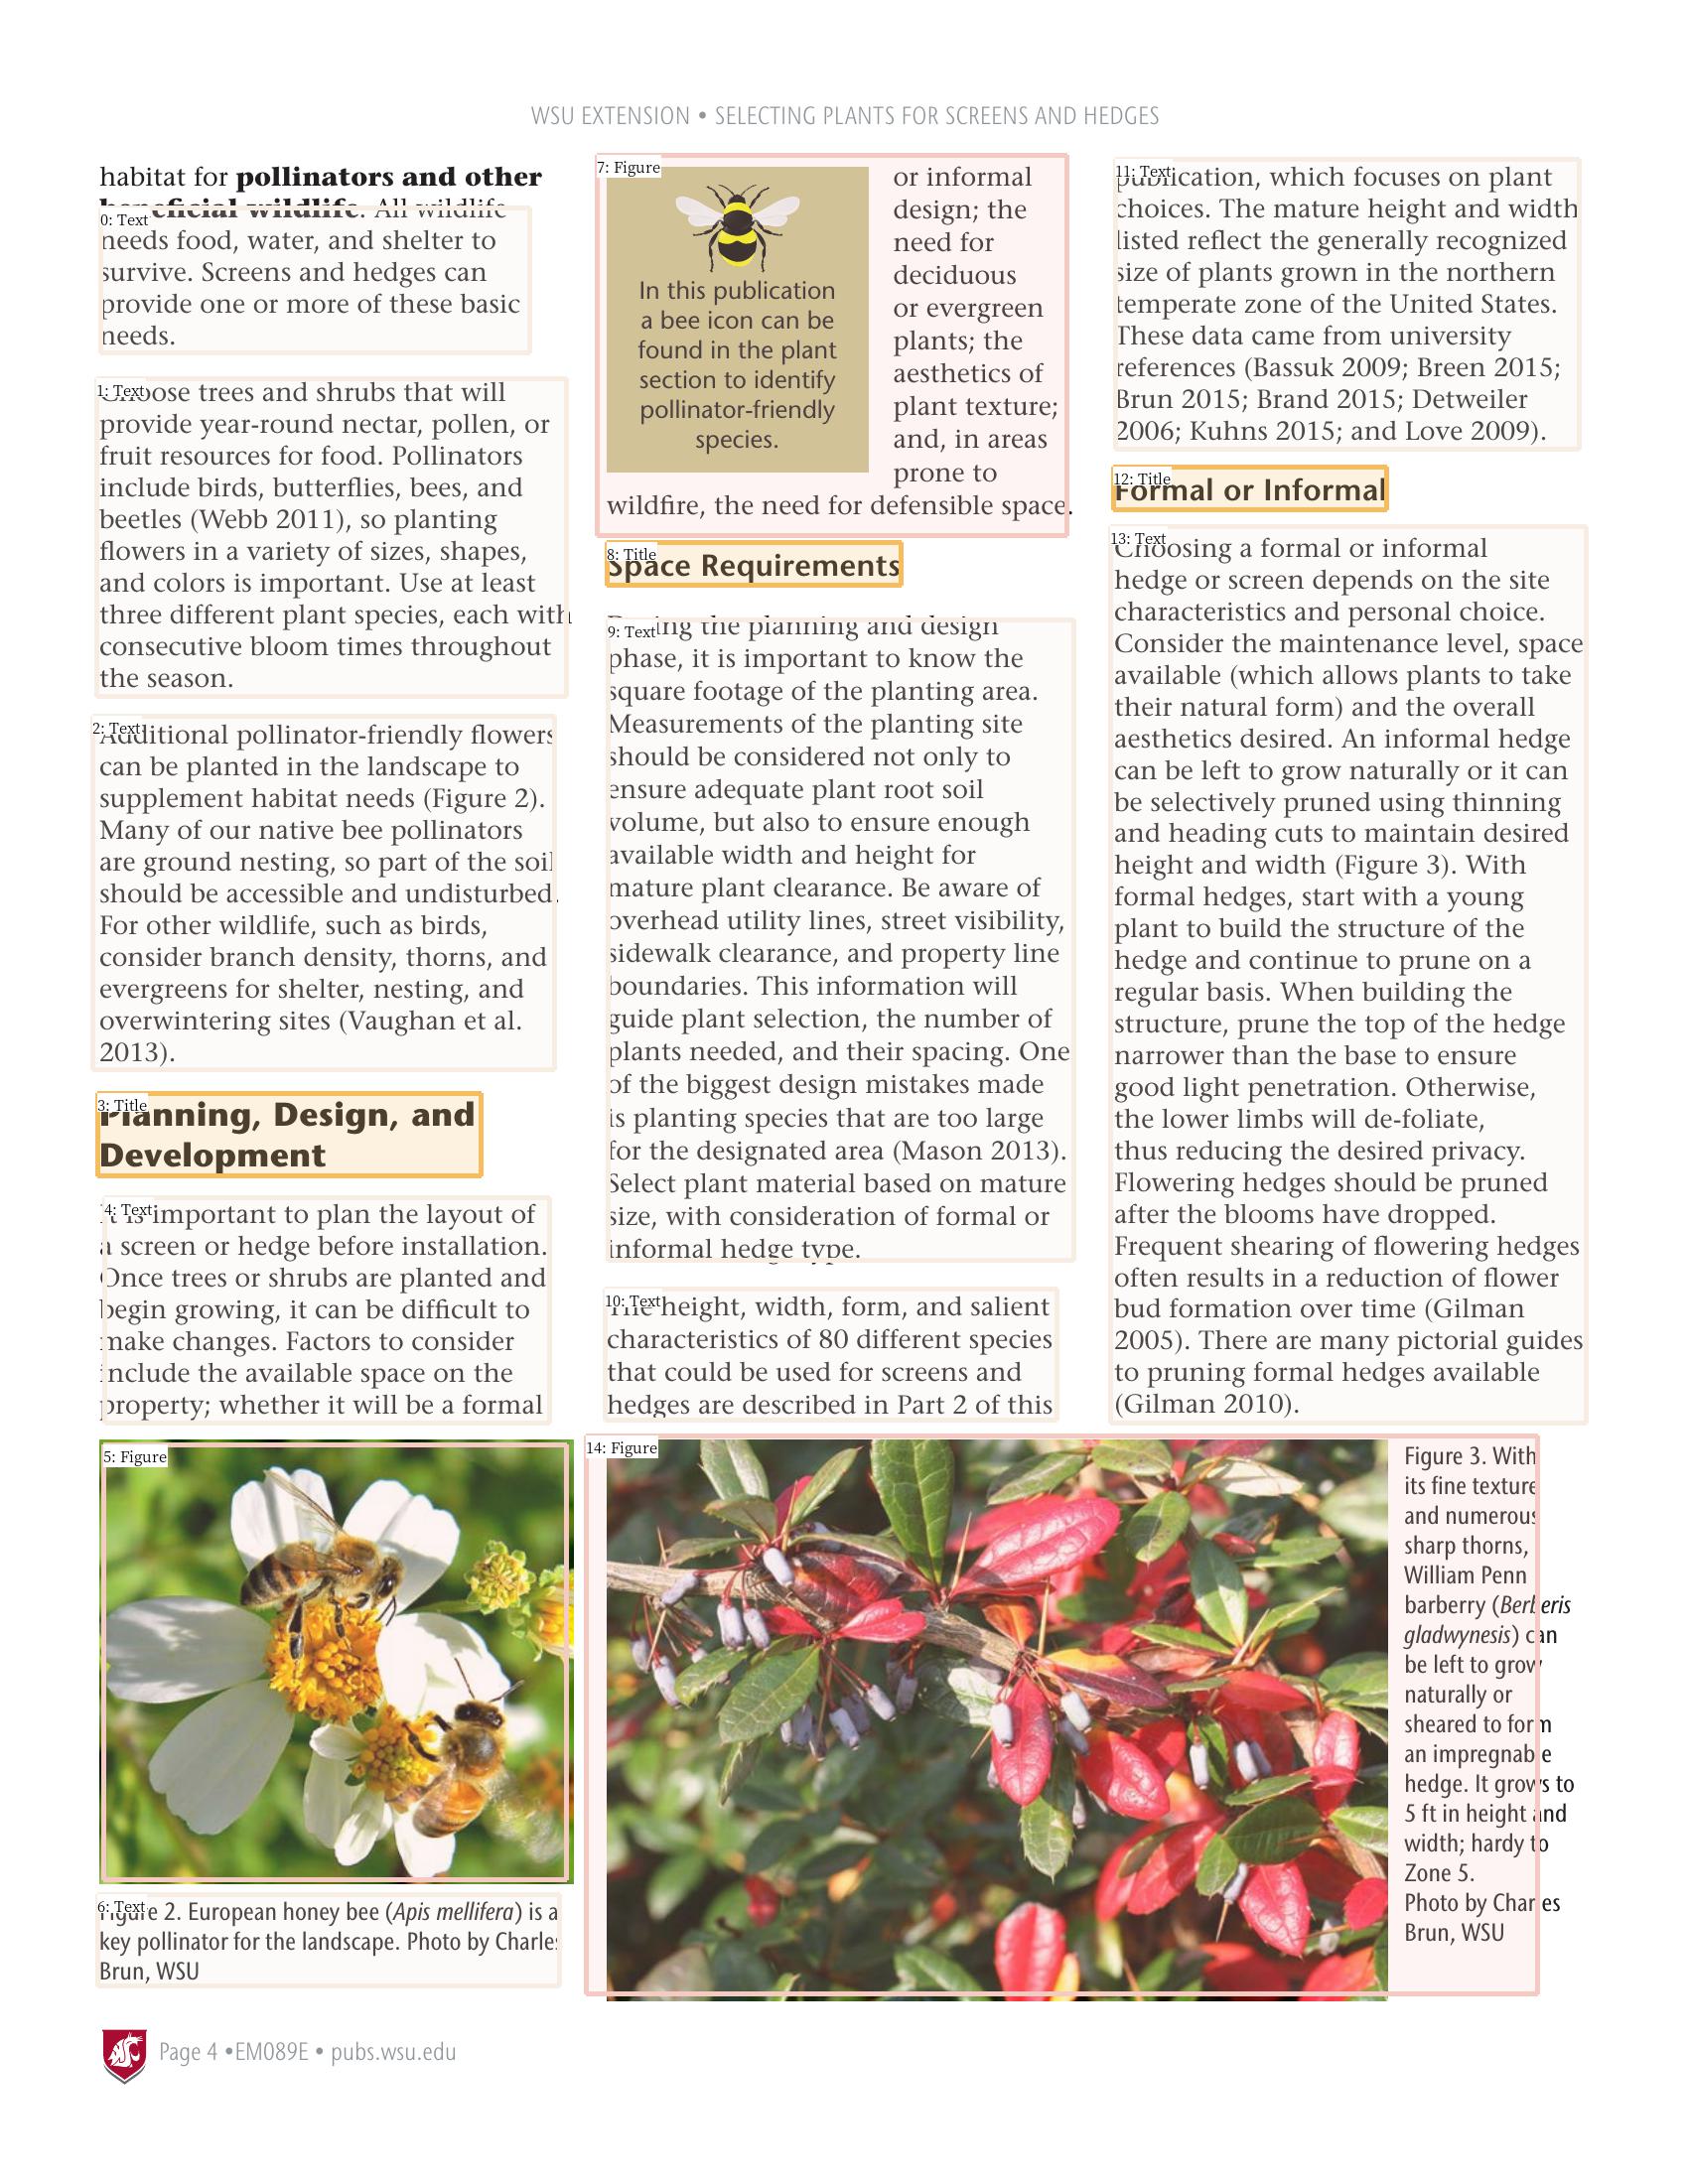 WSU EXTENSION • SELECTING PLANTS FOR SCREENS AND HEDGES
habitat for pollinators and other
beneficial wildlife. All wildlife
0: Text
needs food, water, and shelter to
survive. Screens and hedges can
provide one or more of these basic
needs.
1: Text
Choose trees and shrubs that will
provide year-round nectar, pollen, or
fruit resources for food. Pollinators
include birds, butterflies, bees, and
beetles (Webb 2011), so planting
flowers in a variety of sizes, shapes,
and colors is important. Use at least
three different plant species, each with
consecutive bloom times throughout
the season.
2: Text
Additional pollinator-friendly flowers
can be planted in the landscape to
supplement habitat needs (Figure 2).
Many of our native bee pollinators
are ground nesting, so part of the soil
should be accessible and undisturbed.
For other wildlife, such as birds,
consider branch density, thorns, and
evergreens for shelter, nesting, and
overwintering sites (Vaughan et al.
2013).
3: Title
Planning, Design, and
Development
4: Text
It is important to plan the layout of
a screen or hedge before installation.
Once trees or shrubs are planted and
begin growing, it can be difficult to
make changes. Factors to consider
include the available space on the
property; whether it will be a formal
5: Figure
6: Text
Figure 2. European honey bee (Apis mellifera) is a
key pollinator for the landscape. Photo by Charles
Brun, WSU
7: Figure
In this publication
a bee icon can be
found in the plant
section to identify
pollinator-friendly
species.
or informal
design; the
need for
deciduous
or evergreen
plants; the
aesthetics of
plant texture;
and, in areas
prone to
wildfire, the need for defensible space.
8: Title
Space Requirements
9: Text
During the planning and design
phase, it is important to know the
square footage of the planting area.
Measurements of the planting site
should be considered not only to
ensure adequate plant root soil
volume, but also to ensure enough
available width and height for
mature plant clearance. Be aware of
overhead utility lines, street visibility,
sidewalk clearance, and property line
boundaries. This information will
guide plant selection, the number of
plants needed, and their spacing. One
of the biggest design mistakes made
is planting species that are too large
for the designated area (Mason 2013).
Select plant material based on mature
size, with consideration of formal or
informal hedge type.
10: Text
The height, width, form, and salient
characteristics of 80 different species
that could be used for screens and
hedges are described in Part 2 of this
11: Text
publication, which focuses on plant
choices. The mature height and width
listed reflect the generally recognized
size of plants grown in the northern
temperate zone of the United States.
These data came from university
references (Bassuk 2009; Breen 2015;
Brun 2015; Brand 2015; Detweiler
2006; Kuhns 2015; and Love 2009).
12: Title
Formal or Informal
13: Text
Choosing a formal or informal
hedge or screen depends on the site
characteristics and personal choice.
Consider the maintenance level, space
available (which allows plants to take
their natural form) and the overall
aesthetics desired. An informal hedge
can be left to grow naturally or it can
be selectively pruned using thinning
and heading cuts to maintain desired
height and width (Figure 3). With
formal hedges, start with a young
plant to build the structure of the
hedge and continue to prune on a
regular basis. When building the
structure, prune the top of the hedge
narrower than the base to ensure
good light penetration. Otherwise,
the lower limbs will de-foliate,
thus reducing the desired privacy.
Flowering hedges should be pruned
after the blooms have dropped.
Frequent shearing of flowering hedges
often results in a reduction of flower
bud formation over time (Gilman
2005). There are many pictorial guides
to pruning formal hedges available
(Gilman 2010).
14: Figure
Figure 3. With
its fine texture
and numerous
sharp thorns,
William Penn
barberry (Berberis
gladwynesis) can
be left to grow
naturally or
sheared to form
an impregnable
hedge. It grows to
5 ft in height and
width; hardy to
Zone 5.
Photo by Charles
Brun, WSU
Page 4 •EM089E • pubs.wsu.edu